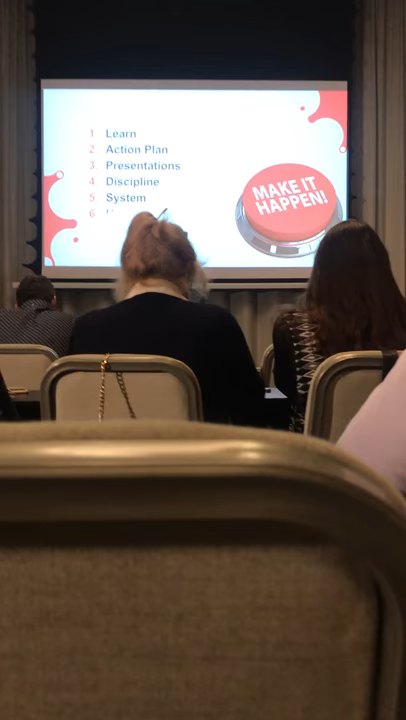 1. Learn
2. Action Plan
3. Presentations
4. Discipline
5. System
6
MAKE IT
HAPPEN!